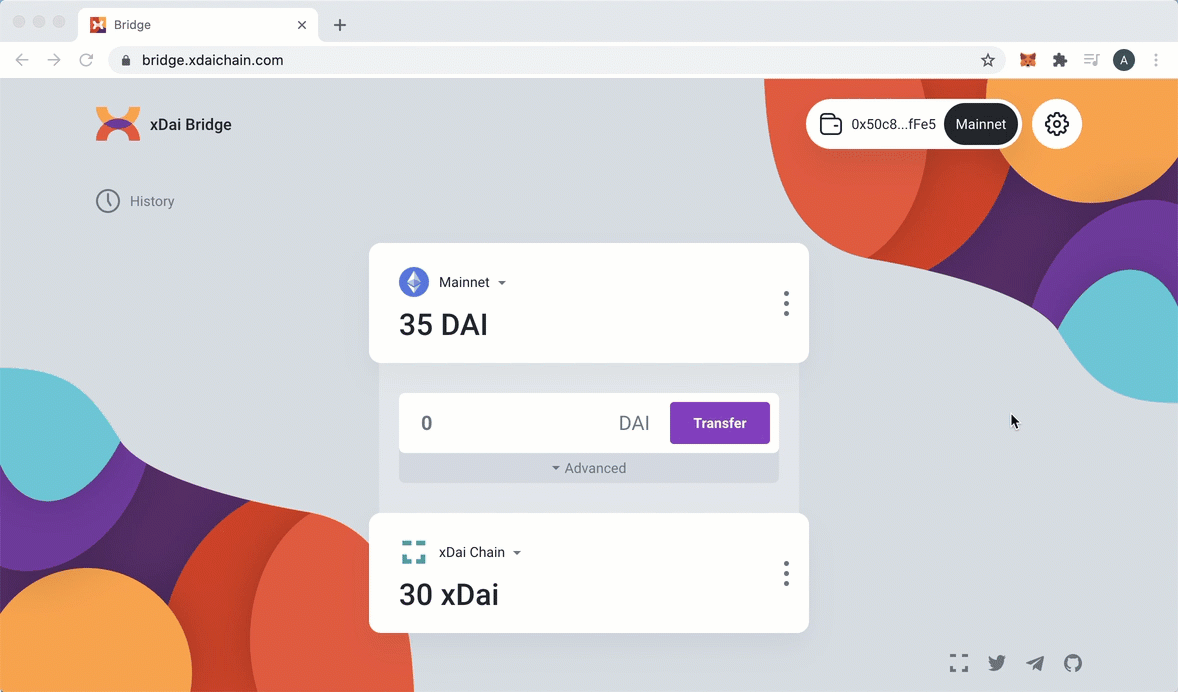 Bridge
bridge.xdaichain.com
A
xDai Bridge
0x50c8...fFe5
Mainnet
History
Mainnet
35 DAI
0
DAI
Transfer
Advanced
xDai Chain
30 xDai